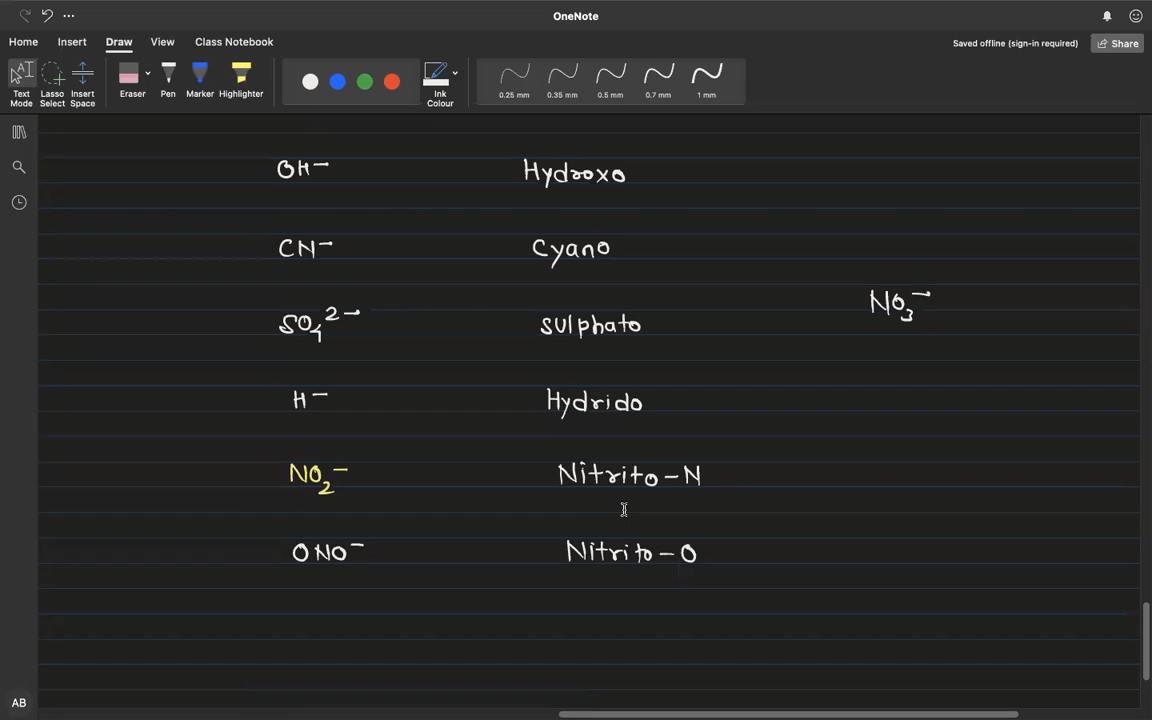 OneNote
Home Insert Draw View Class Notebook
Saved offline (sign-in required) Share
Text Mode Lasso Select Insert Space Eraser Pen Marker Highlighter Ink Colour 0.25 mm 0.35 mm 0.5 mm 0.7 mm 1 mm
OH⁻ Hydroxo
CN⁻ Cyano
NO₃⁻
SO₄²⁻ sulphato
H⁻ Hydrido
NO₂⁻ Nitrito-N
ONO⁻ Nitrito-O
AB